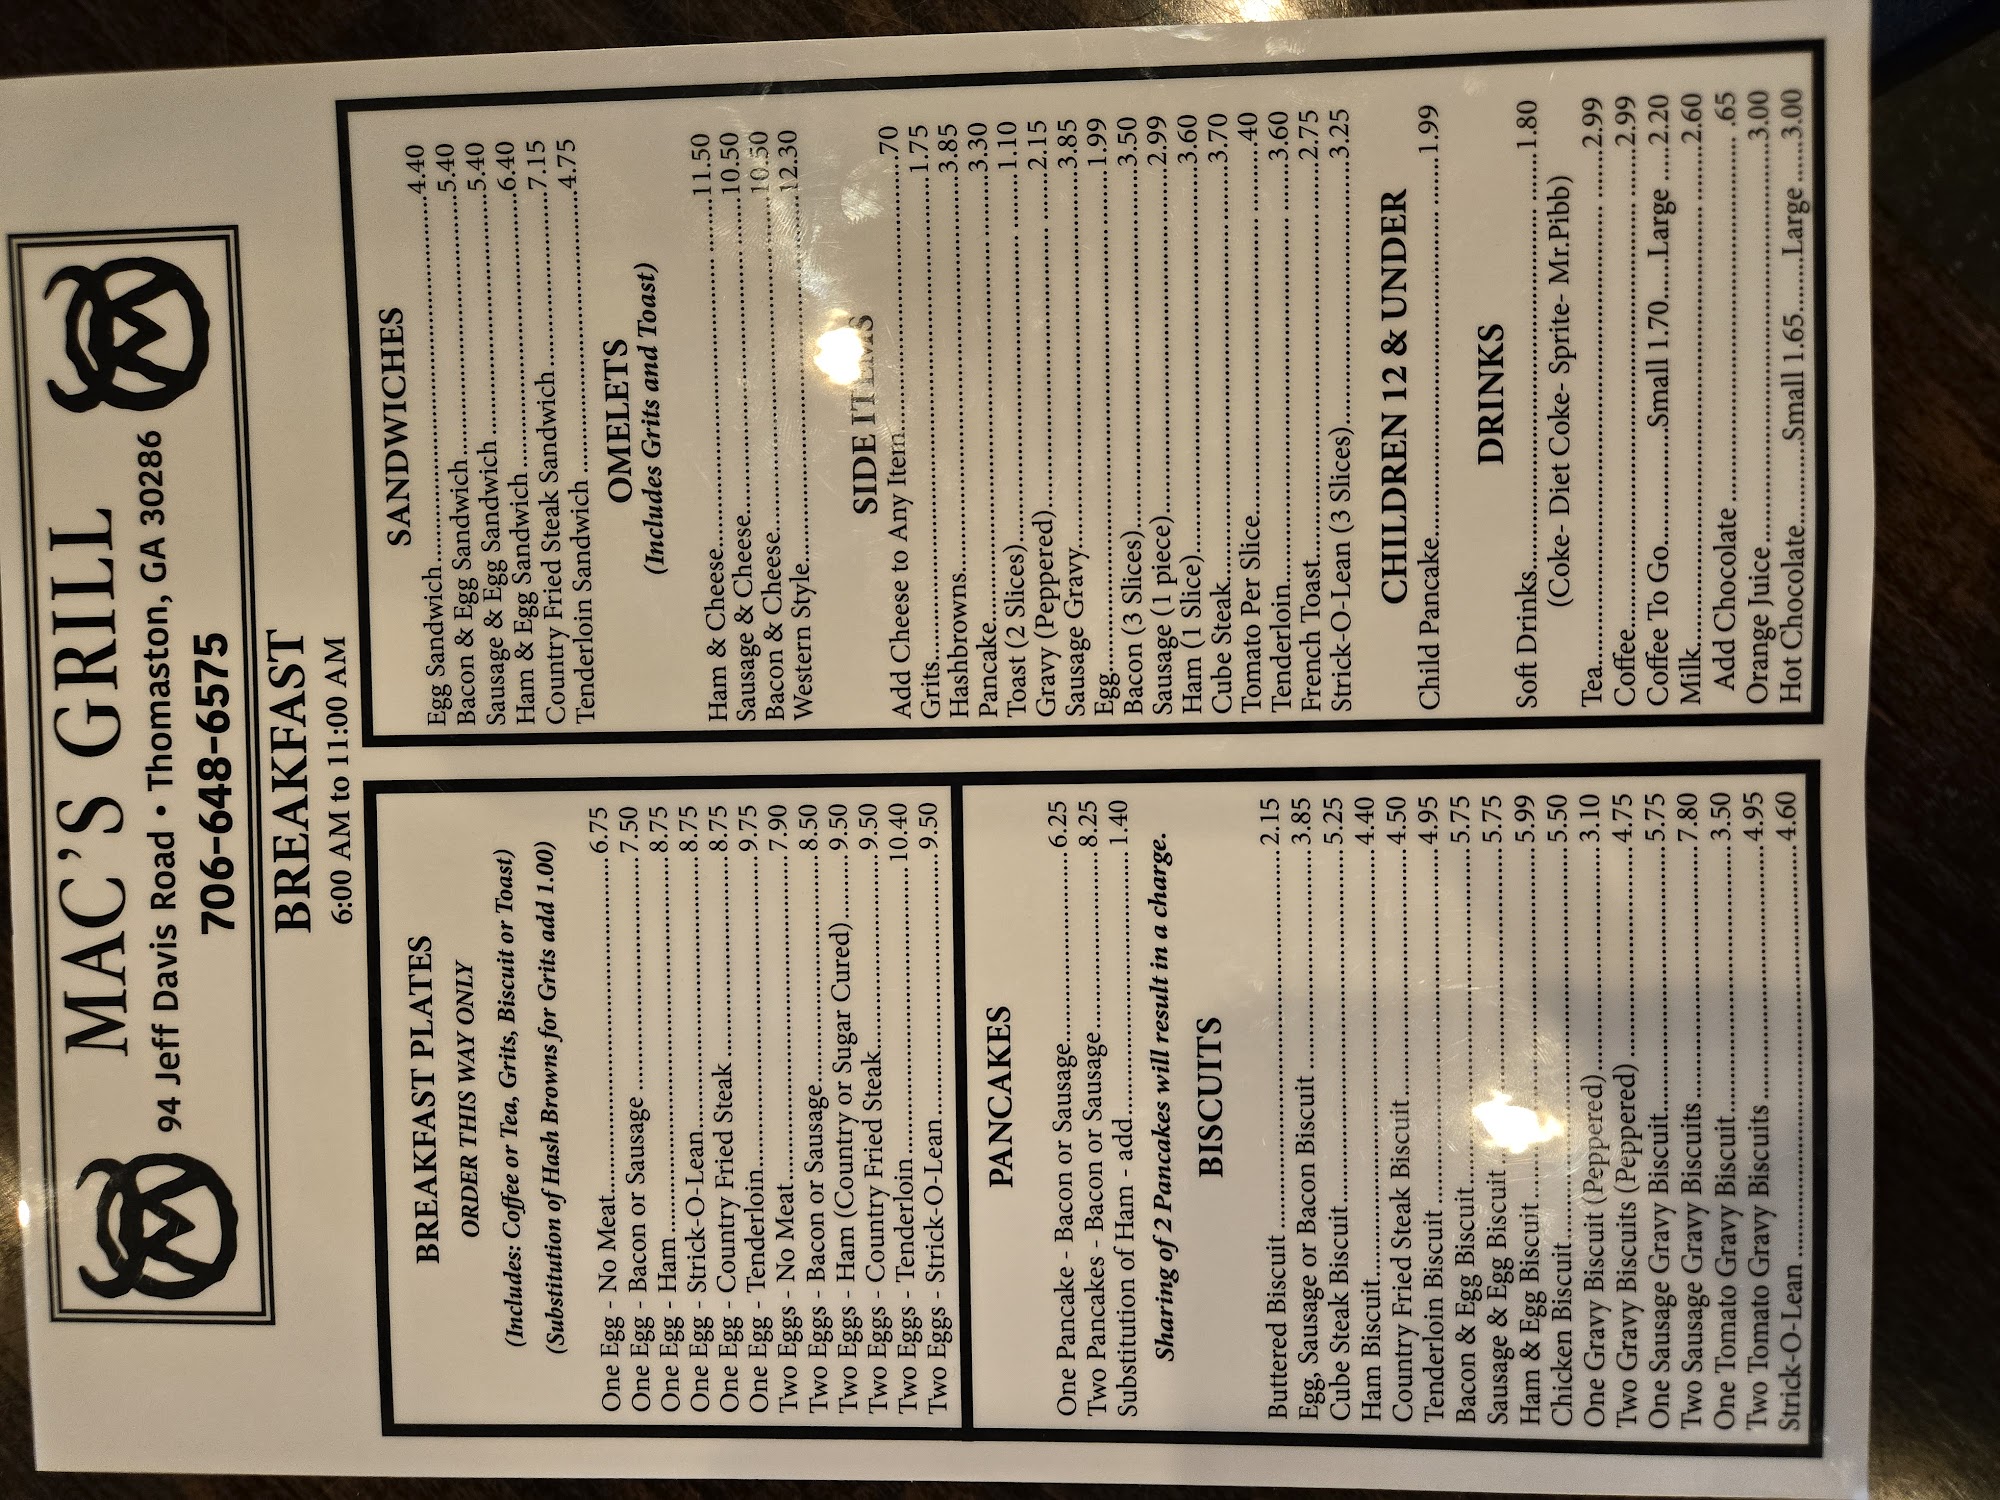 MAC'S GRILL
94 Jeff Davis Road • Thomaston, GA 30286
706-648-6575
BREAKFAST
6:00 AM to 11:00 AM
BREAKFAST PLATES
ORDER THIS WAY ONLY
(Includes: Coffee or Tea, Grits, Biscuit or Toast)
(Substitution of Hash Browns for Grits add 1.00)
One Egg - No Meat 6.75
One Egg - Bacon or Sausage 7.50
One Egg - Ham 8.75
One Egg - Strick-O-Lean 8.75
One Egg - Country Fried Steak 8.75
One Egg - Tenderloin 9.75
Two Eggs - No Meat 7.90
Two Eggs - Bacon or Sausage 8.50
Two Eggs - Ham (Country or Sugar Cured) 9.50
Two Eggs - Country Fried Steak 9.50
Two Eggs - Tenderloin 10.40
Two Eggs - Strick-O-Lean 9.50
PANCAKES
One Pancake - Bacon or Sausage 6.25
Two Pancakes - Bacon or Sausage 8.25
Substitution of Ham - add 1.40
Sharing of 2 Pancakes will result in a charge.
BISCUITS
Buttered Biscuit 2.15
Egg, Sausage or Bacon Biscuit 3.85
Cube Steak Biscuit 5.25
Ham Biscuit 4.40
Country Fried Steak Biscuit 4.50
Tenderloin Biscuit 4.95
Bacon & Egg Biscuit 5.75
Sausage & Egg Biscuit 5.75
Ham & Egg Biscuit 5.99
Chicken Biscuit 5.50
One Gravy Biscuit (Peppered) 3.10
Two Gravy Biscuits (Peppered) 4.75
One Sausage Gravy Biscuit 5.75
Two Sausage Gravy Biscuits 7.80
One Tomato Gravy Biscuit 3.50
Two Tomato Gravy Biscuits 4.95
Strick-O-Lean 4.60
SANDWICHES
Egg Sandwich 4.40
Bacon & Egg Sandwich 5.40
Sausage & Egg Sandwich 5.40
Ham & Egg Sandwich 6.40
Country Fried Steak Sandwich 7.15
Tenderloin Sandwich 4.75
OMELETS
(Includes Grits and Toast)
Ham & Cheese 11.50
Sausage & Cheese 10.50
Bacon & Cheese 10.50
Western Style 12.30
SIDE ITEMS
Add Cheese to Any Item .70
Grits 1.75
Hashbrowns 3.85
Pancake 3.30
Toast (2 Slices) 1.10
Gravy (Peppered) 2.15
Sausage Gravy 3.85
Egg 1.99
Bacon (3 Slices) 3.50
Sausage (1 piece) 2.99
Ham (1 Slice) 3.60
Cube Steak 3.70
Tomato Per Slice .40
Tenderloin 3.60
French Toast 2.75
Strick-O-Lean (3 Slices) 3.25
CHILDREN 12 & UNDER
Child Pancake 1.99
DRINKS
Soft Drinks 1.80
(Coke- Diet Coke- Sprite- Mr.Pibb)
Tea 2.99
Coffee 2.99
Coffee To Go Small 1.70 Large 2.20
Milk 2.60
Add Chocolate .65
Orange Juice 3.00
Hot Chocolate Small 1.65 Large 3.00